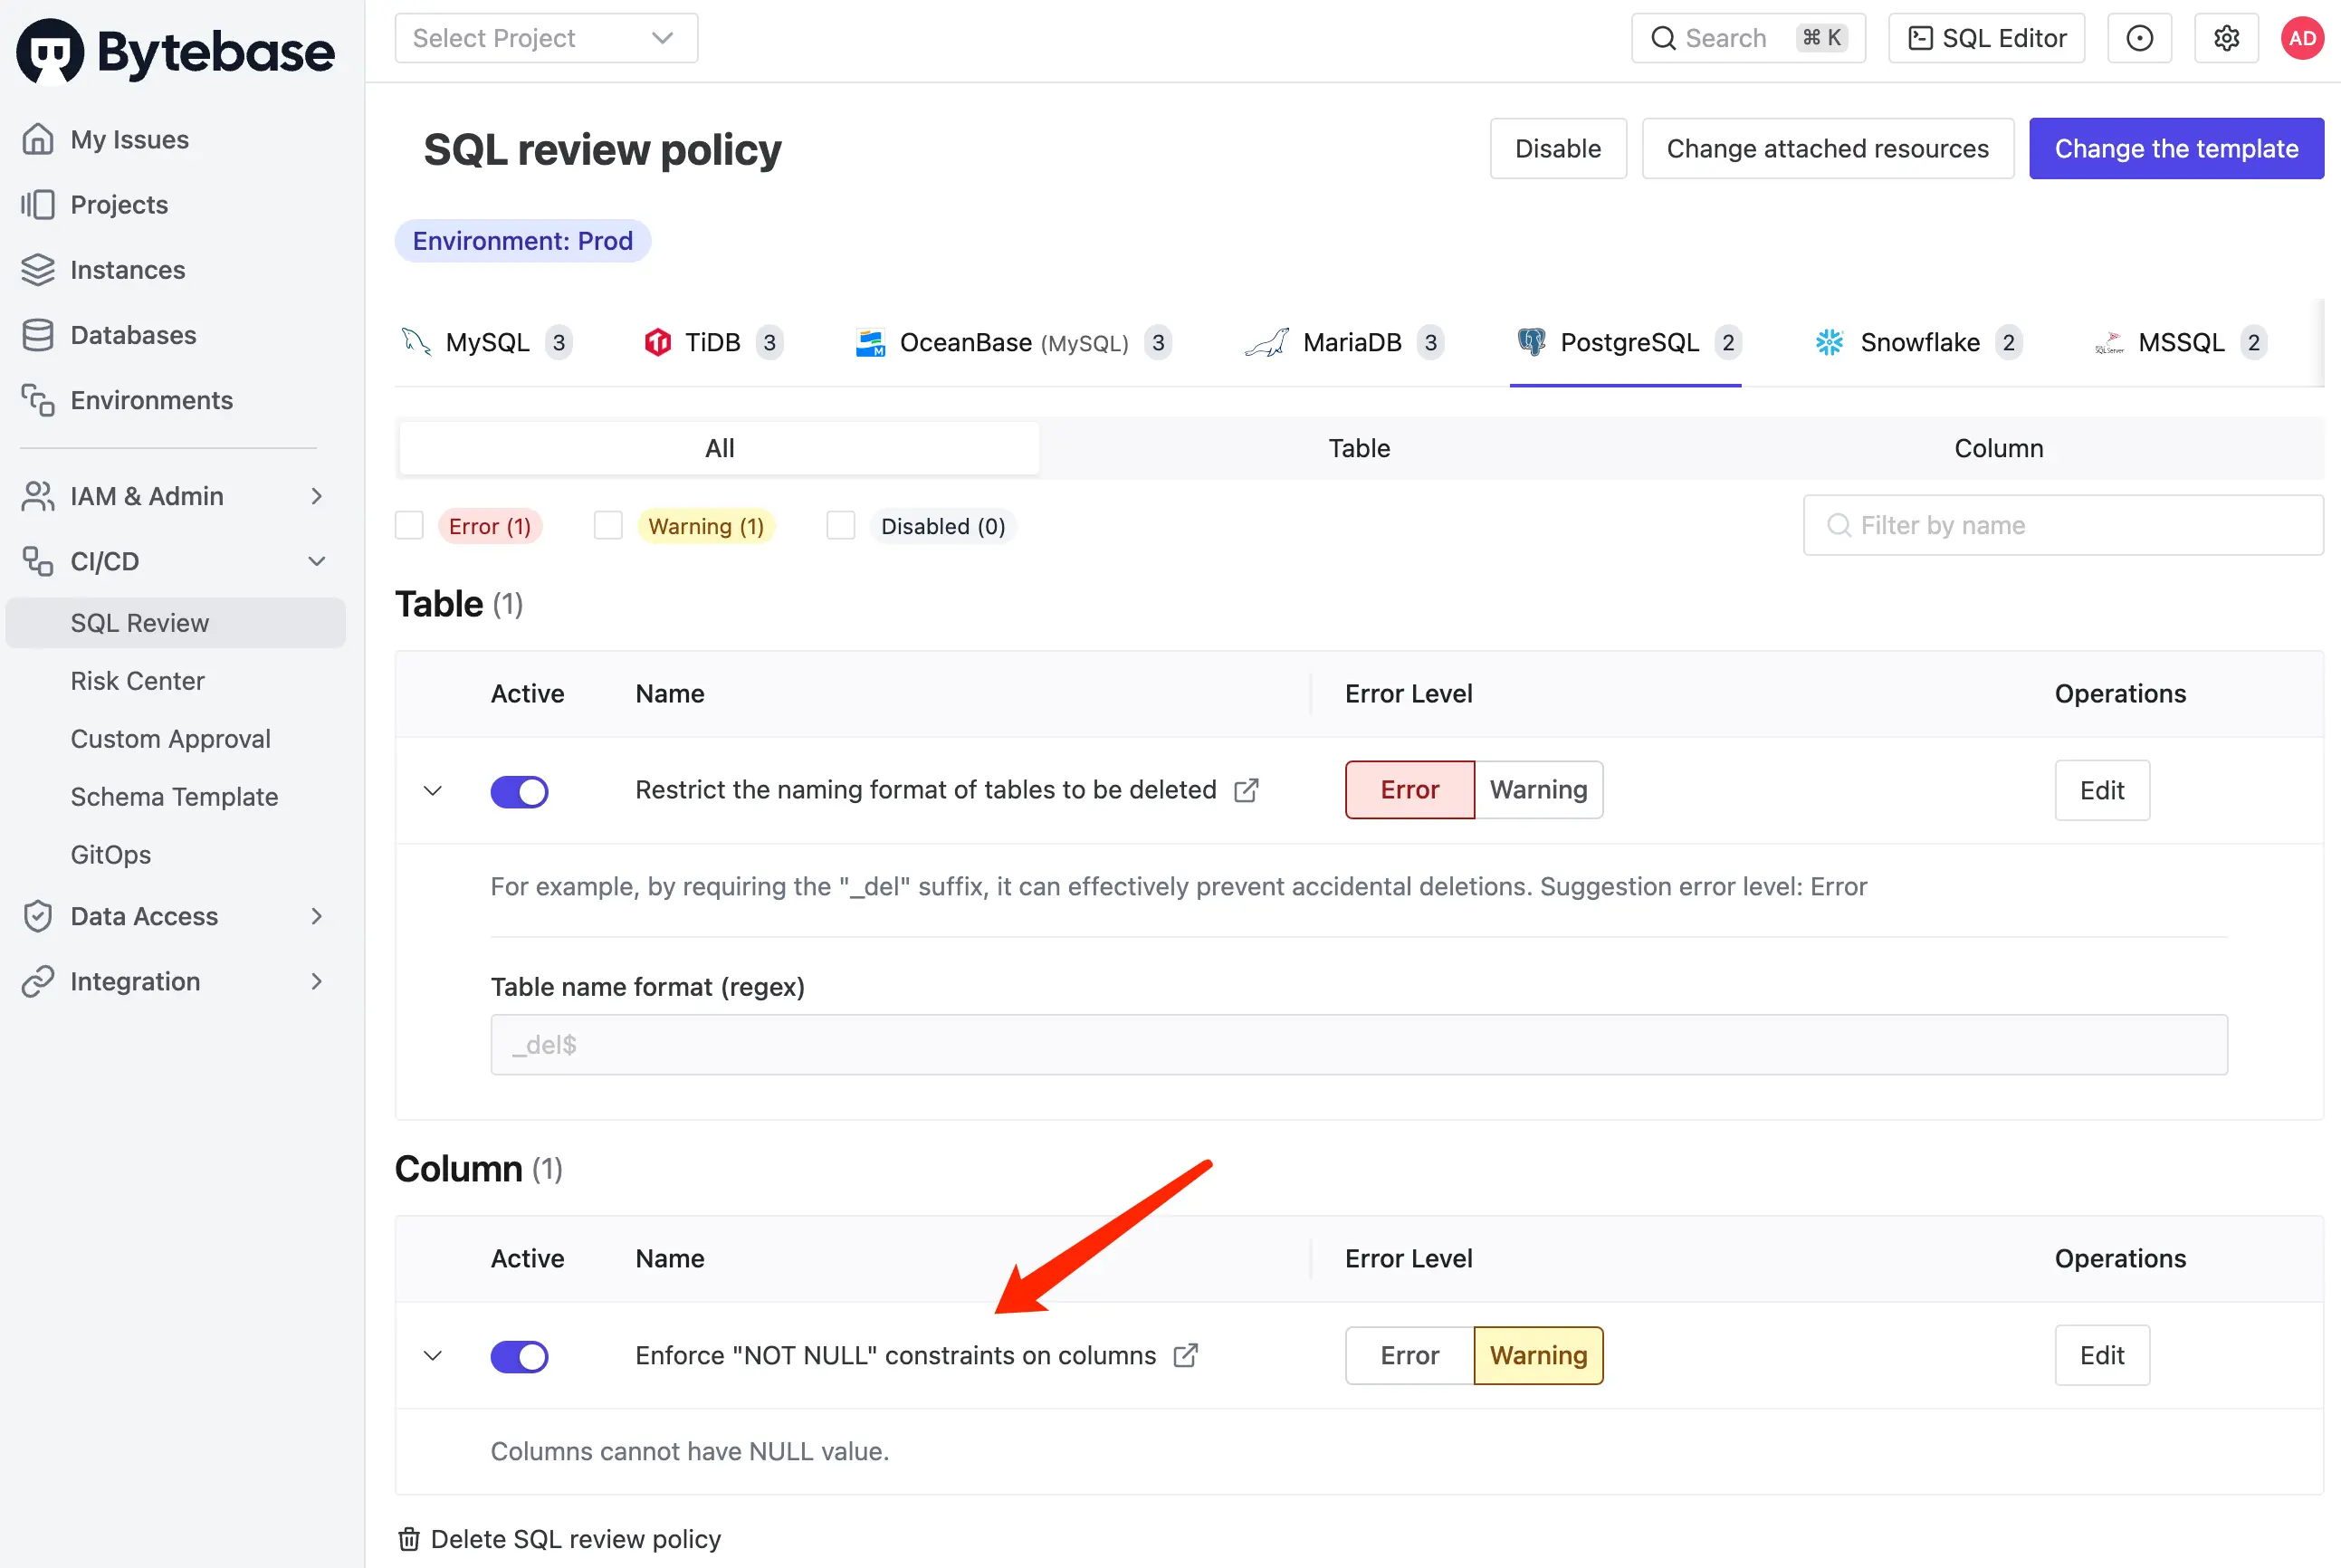 Bytebase
Select Project
Search ⌘ K
SQL Editor
AD
My Issues
Projects
Instances
Databases
Environments
IAM & Admin
CI/CD
SQL Review
Risk Center
Custom Approval
Schema Template
GitOps
Data Access
Integration
SQL review policy
Disable
Change attached resources
Change the template
Environment: Prod
MySQL 3
TiDB 3
OceanBase (MySQL) 3
MariaDB 3
PostgreSQL 2
Snowflake 2
MSSQL 2
All
Table
Column
Error (1)
Warning (1)
Disabled (0)
Filter by name
Table (1)
Active Name Error Level Operations
Restrict the naming format of tables to be deleted Error Warning Edit
For example, by requiring the "_del" suffix, it can effectively prevent accidental deletions. Suggestion error level: Error
Table name format (regex)
_del$
Column (1)
Active Name Error Level Operations
Enforce "NOT NULL" constraints on columns Error Warning Edit
Columns cannot have NULL value.
Delete SQL review policy